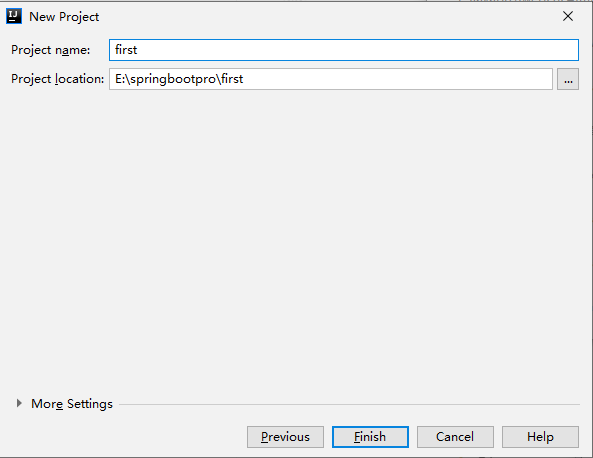 New Project
Project name: first
Project location: E:\springbootpro\first ...
More Settings
Previous Finish Cancel Help